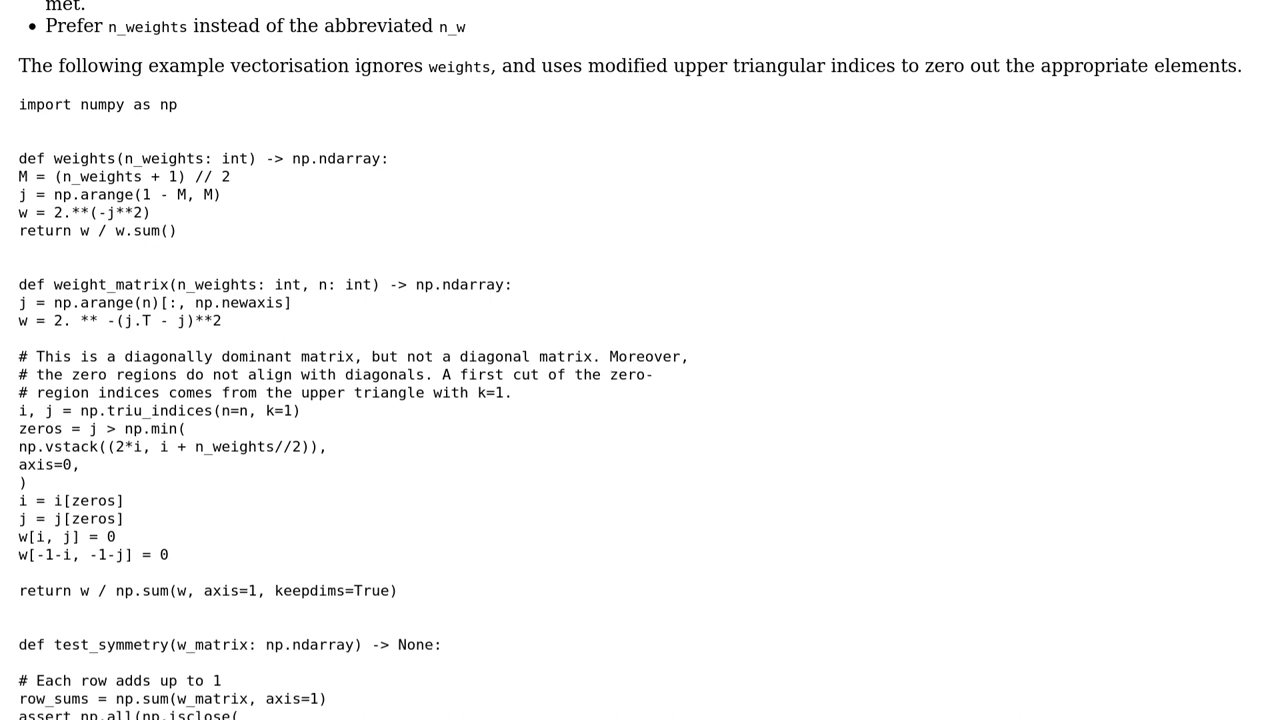 met.
• Prefer n_weights instead of the abbreviated n_w
The following example vectorisation ignores weights, and uses modified upper triangular indices to zero out the appropriate elements.
import numpy as np
def weights(n_weights: int) -> np.ndarray:
M = (n_weights + 1) // 2
j = np.arange(1 - M, M)
w = 2.**(-j**2)
return w / w.sum()
def weight_matrix(n_weights: int, n: int) -> np.ndarray:
j = np.arange(n)[:, np.newaxis]
w = 2. ** -(j.T - j)**2
# This is a diagonally dominant matrix, but not a diagonal matrix. Moreover,
# the zero regions do not align with diagonals. A first cut of the zero-
# region indices comes from the upper triangle with k=1.
i, j = np.triu_indices(n=n, k=1)
zeros = j > np.min(
np.vstack((2*i, i + n_weights//2)),
axis=0,
)
i = i[zeros]
j = j[zeros]
w[i, j] = 0
w[-1-i, -1-j] = 0
return w / np.sum(w, axis=1, keepdims=True)
def test_symmetry(w_matrix: np.ndarray) -> None:
# Each row adds up to 1
row_sums = np.sum(w_matrix, axis=1)
assert np.all(np.isclose(